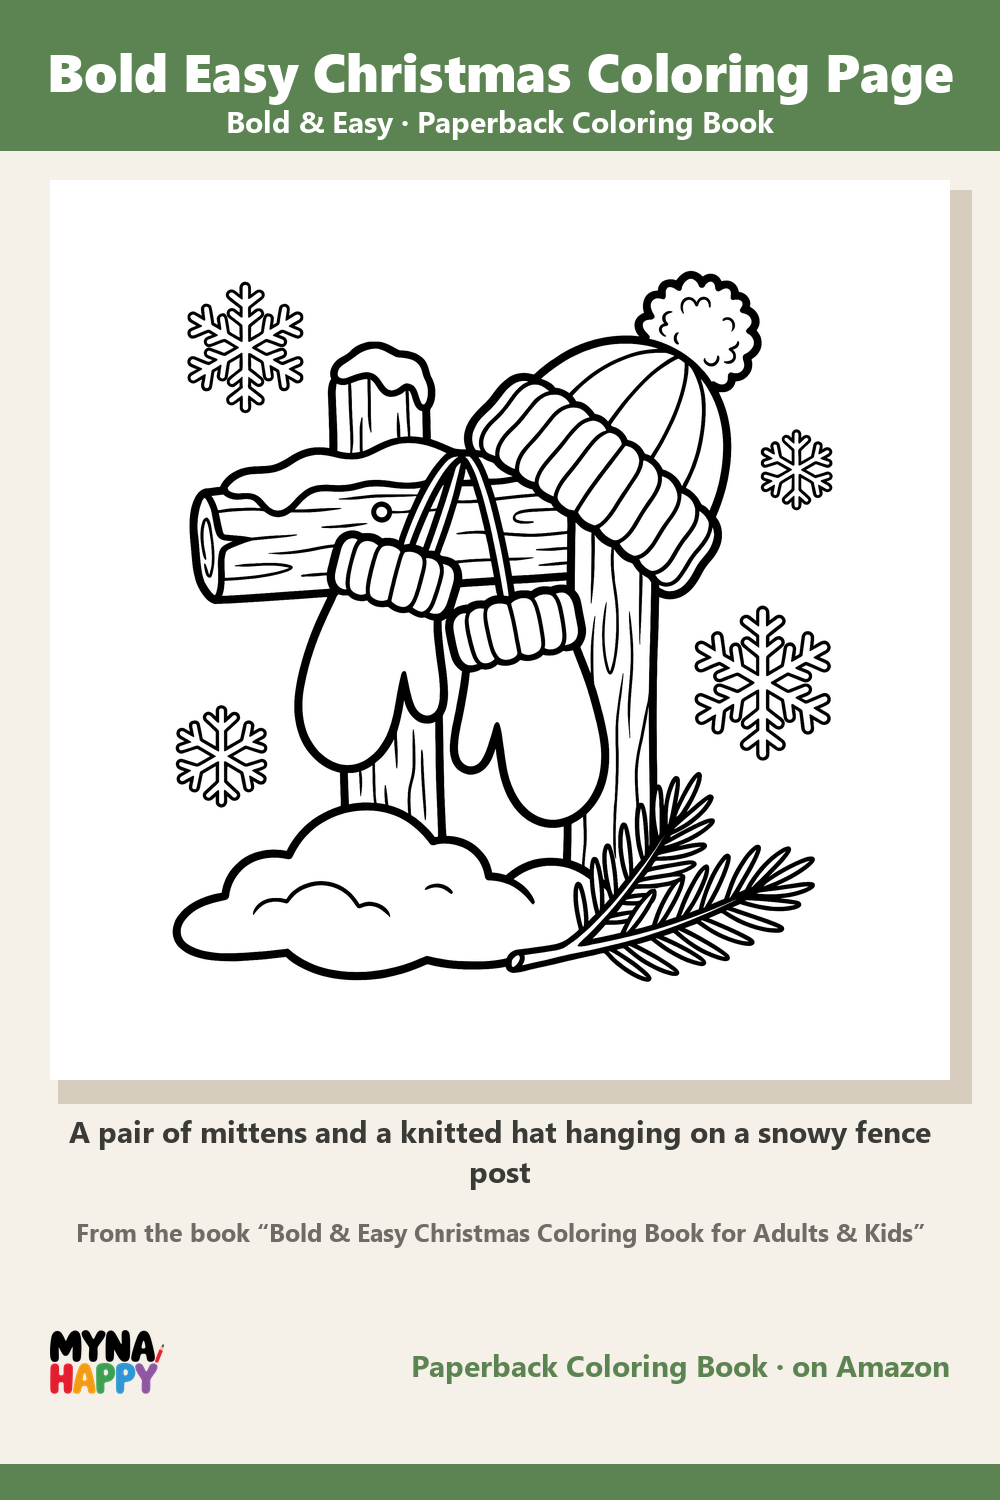 Bold Easy Christmas Coloring Page
Bold & Easy · Paperback Coloring Book
A pair of mittens and a knitted hat hanging on a snowy fence
post
From the book “Bold & Easy Christmas Coloring Book for Adults & Kids”
MYNA
HAPPY
Paperback Coloring Book · on Amazon